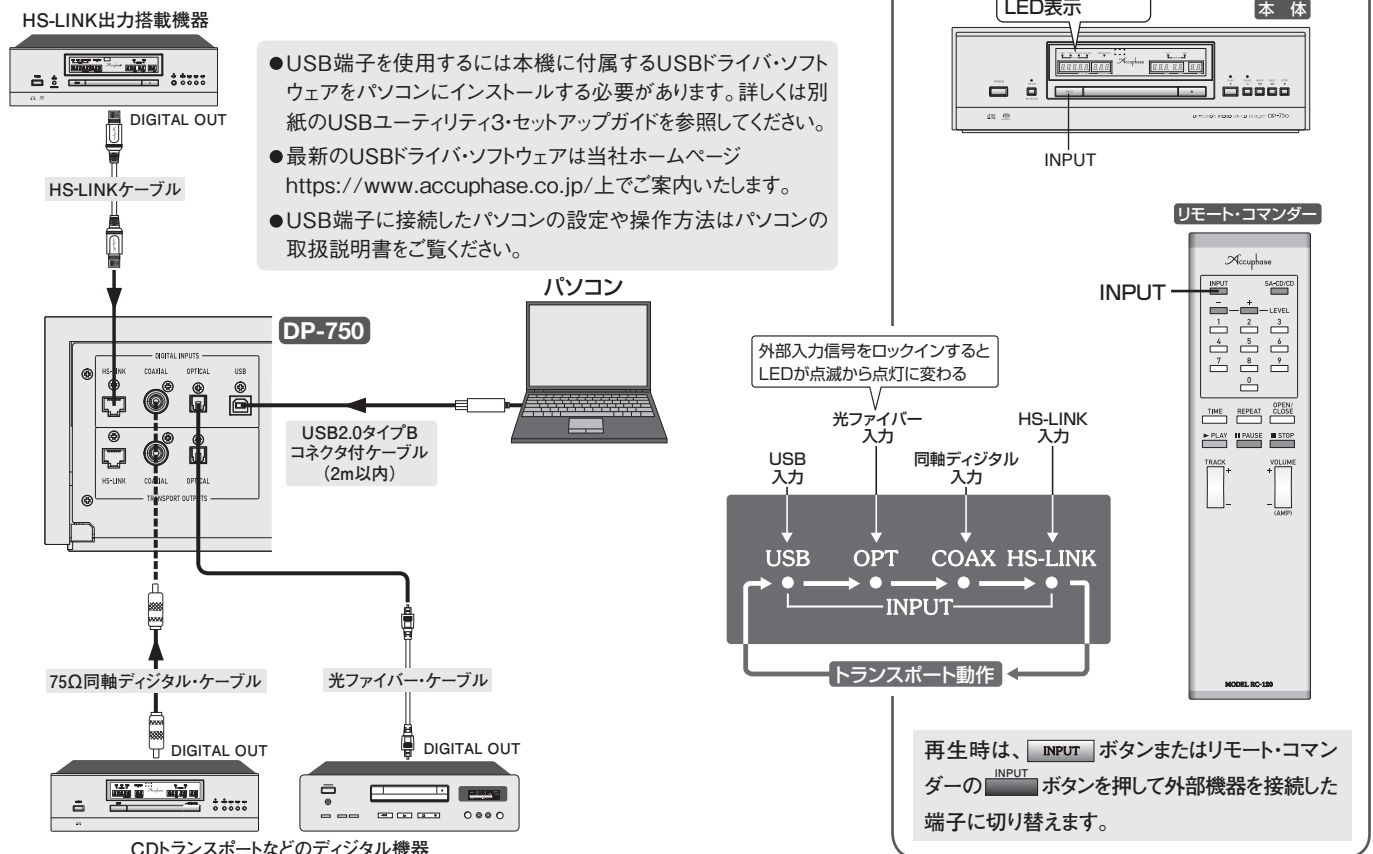 HS-LINK出力搭載機器
DIGITAL OUT
HS-LINKケーブル
●USB端子を使用するには本機に付属するUSBドライバ・ソフト
ウェアをパソコンにインストールする必要があります。詳しくは別
紙のUSBユーティリティ3・セットアップガイドを参照してください。
●最新のUSBドライバ・ソフトウェアは当社ホームページ
https://www.accuphase.co.jp/上でご案内いたします。
●USB端子に接続したパソコンの設定や操作方法はパソコンの
取扱説明書をご覧ください。
パソコン
DP-750
DIGITAL INPUTS
HS-LINK COAXIAL OPTICAL USB
HS-LINK COAXIAL OPTICAL
TRANSPORT OUTPUTS
USB2.0タイプB
コネクタ付ケーブル
(2m以内)
75Ω同軸ディジタル・ケーブル
光ファイバー・ケーブル
DIGITAL OUT
DIGITAL OUT
CDトランスポートなどのディジタル機器
LED表示
本 体
Accuphase
INPUT
リモート・コマンダー
Accuphase
INPUT
INPUT SA-CD/CD
− + LEVEL
1 2 3
4 5 6
7 8 9
0
TIME REPEAT OPEN/
CLOSE
► PLAY II PAUSE ■ STOP
TRACK VOLUME
+ +
− −
(AMP)
MODEL RC-120
外部入力信号をロックインすると
LEDが点滅から点灯に変わる
USB
入力
光ファイバー
入力
同軸ディジタル
入力
HS-LINK
入力
USB OPT COAX HS-LINK
INPUT
トランスポート動作
再生時は、 INPUT ボタンまたはリモート・コマン
ダーの INPUT ボタンを押して外部機器を接続した
端子に切り替えます。